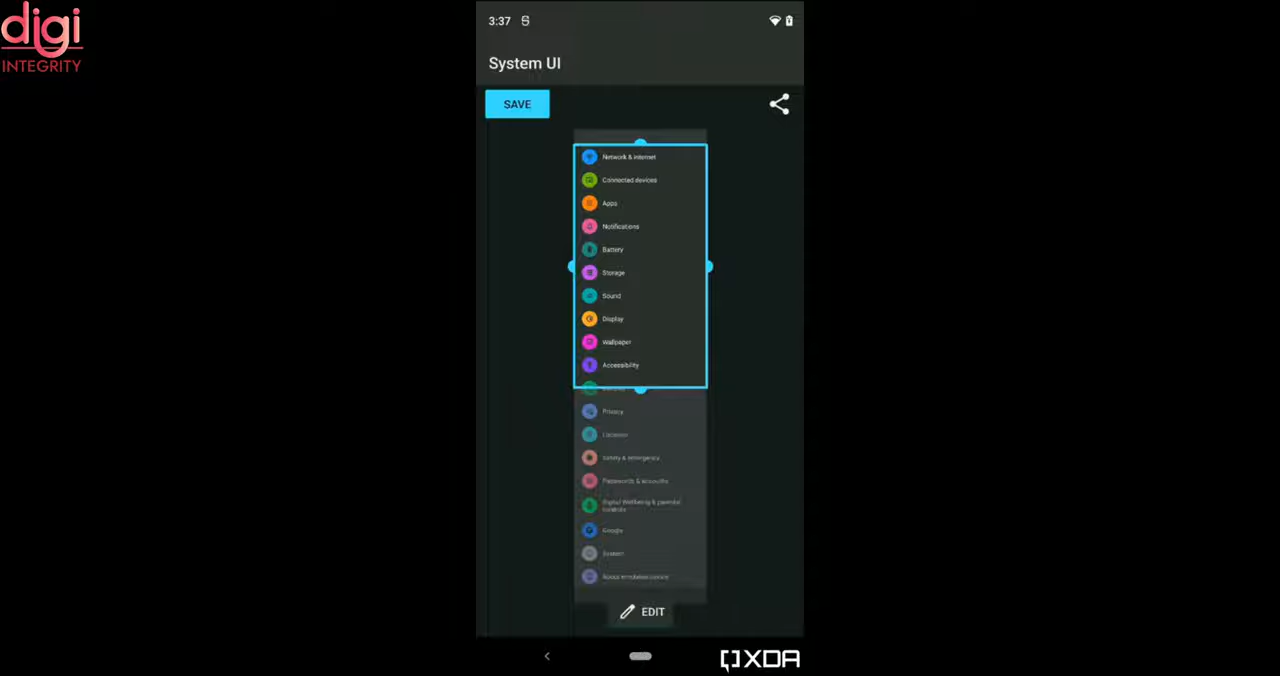 digi
INTEGRITY
3:37
System UI
SAVE
Network & internet
Connected devices
Apps
Notifications
Battery
Storage
Sound
Display
Wallpaper
Accessibility
Privacy
Location
Safety & emergency
Passwords & accounts
Digital Wellbeing & parental
controls
Google
System
EDIT
XDA